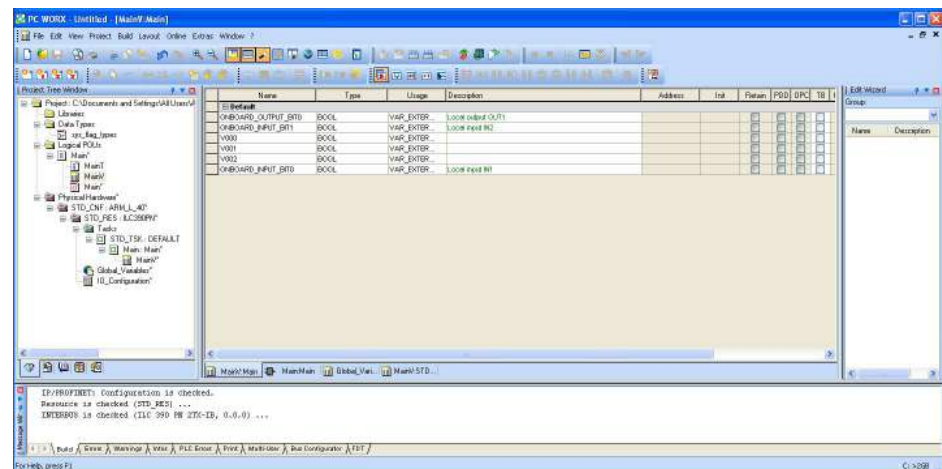 PC WORX - Untitled - [MainV:Main]
File Edit View Project Build Layout Online Extras Window ?
Project Tree Window
Project : C:\Documents and Settings\All Users\A
Libraries
Data Types
sys_flag_types
Logical POUs
Main*
MainT
MainV
Main*
Physical Hardware*
STD_CNF : ARM_L_40*
STD_RES : ILC390PN*
Tasks
STD_TSK : DEFAULT
Main : Main*
MainV*
Global_Variables*
IO_Configuration*
Name Type Usage Description Address Init Retain PDD OPC TB
Default
ONBOARD_OUTPUT_BIT0 BOOL VAR_EXTER... Local output OUT1
ONBOARD_INPUT_BIT1 BOOL VAR_EXTER... Local input IN2
V000 BOOL VAR_EXTER...
V001 BOOL VAR_EXTER...
V002 BOOL VAR_EXTER...
ONBOARD_INPUT_BIT0 BOOL VAR_EXTER... Local input IN1
MainV:Main Main:Main Global_Vari... MainV:STD...
Edit Wizard
Group:
Name Description
IP/PROFINET: Configuration is checked.
Resource is checked (STD_RES) ...
INTERBUS is checked (ILC 390 PN 2TX-IB, 0.0.0) ...
Build Error Warnings Infos PLC Errors Print Multi-User Bus Configurator FDT
For Help, press F1
C: >2GB